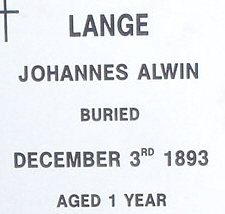 LANGE
JOHANNES ALWIN
BURIED
DECEMBER 3RD 1893
AGED 1 YEAR